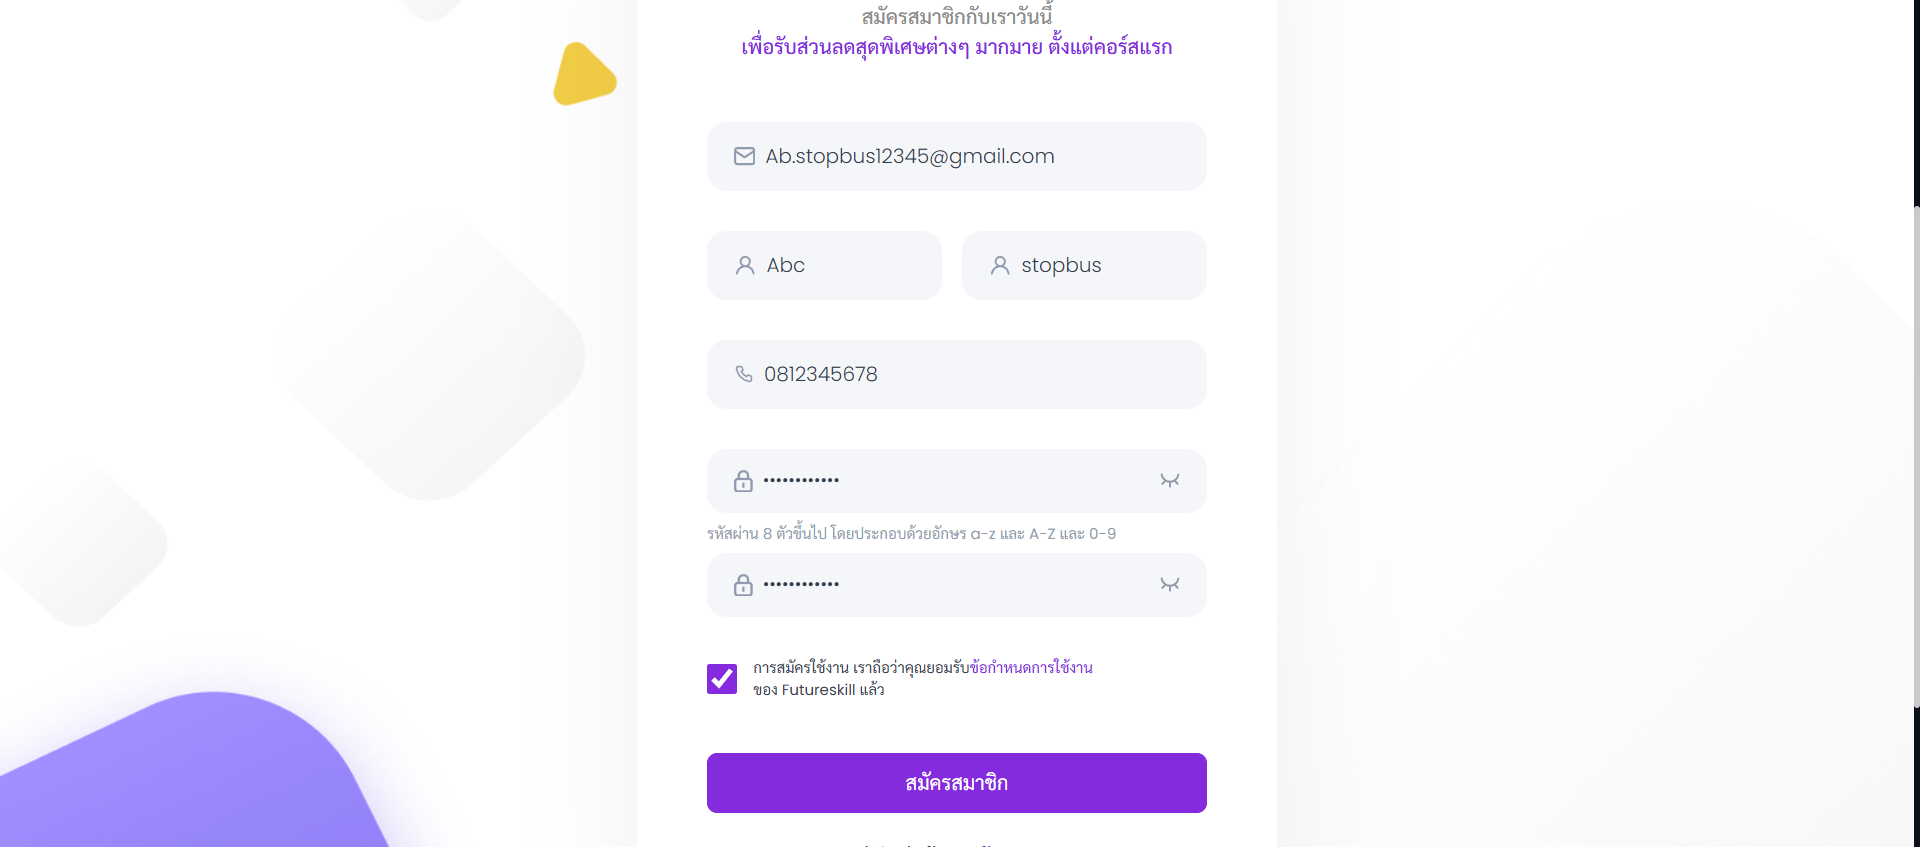 สมัครสมาชิกกับเราวันนี้
เพื่อรับส่วนลดสุดพิเศษต่างๆ มากมาย ตั้งแต่คอร์สแรก
Ab.stopbus12345@gmail.com
Abc
stopbus
0812345678
••••••••••••
รหัสผ่าน 8 ตัวขึ้นไป โดยประกอบด้วยอักษร a-z และ A-Z และ 0-9
••••••••••••
การสมัครใช้งาน เราถือว่าคุณยอมรับข้อกำหนดการใช้งาน
ของ Futureskill แล้ว
สมัครสมาชิก